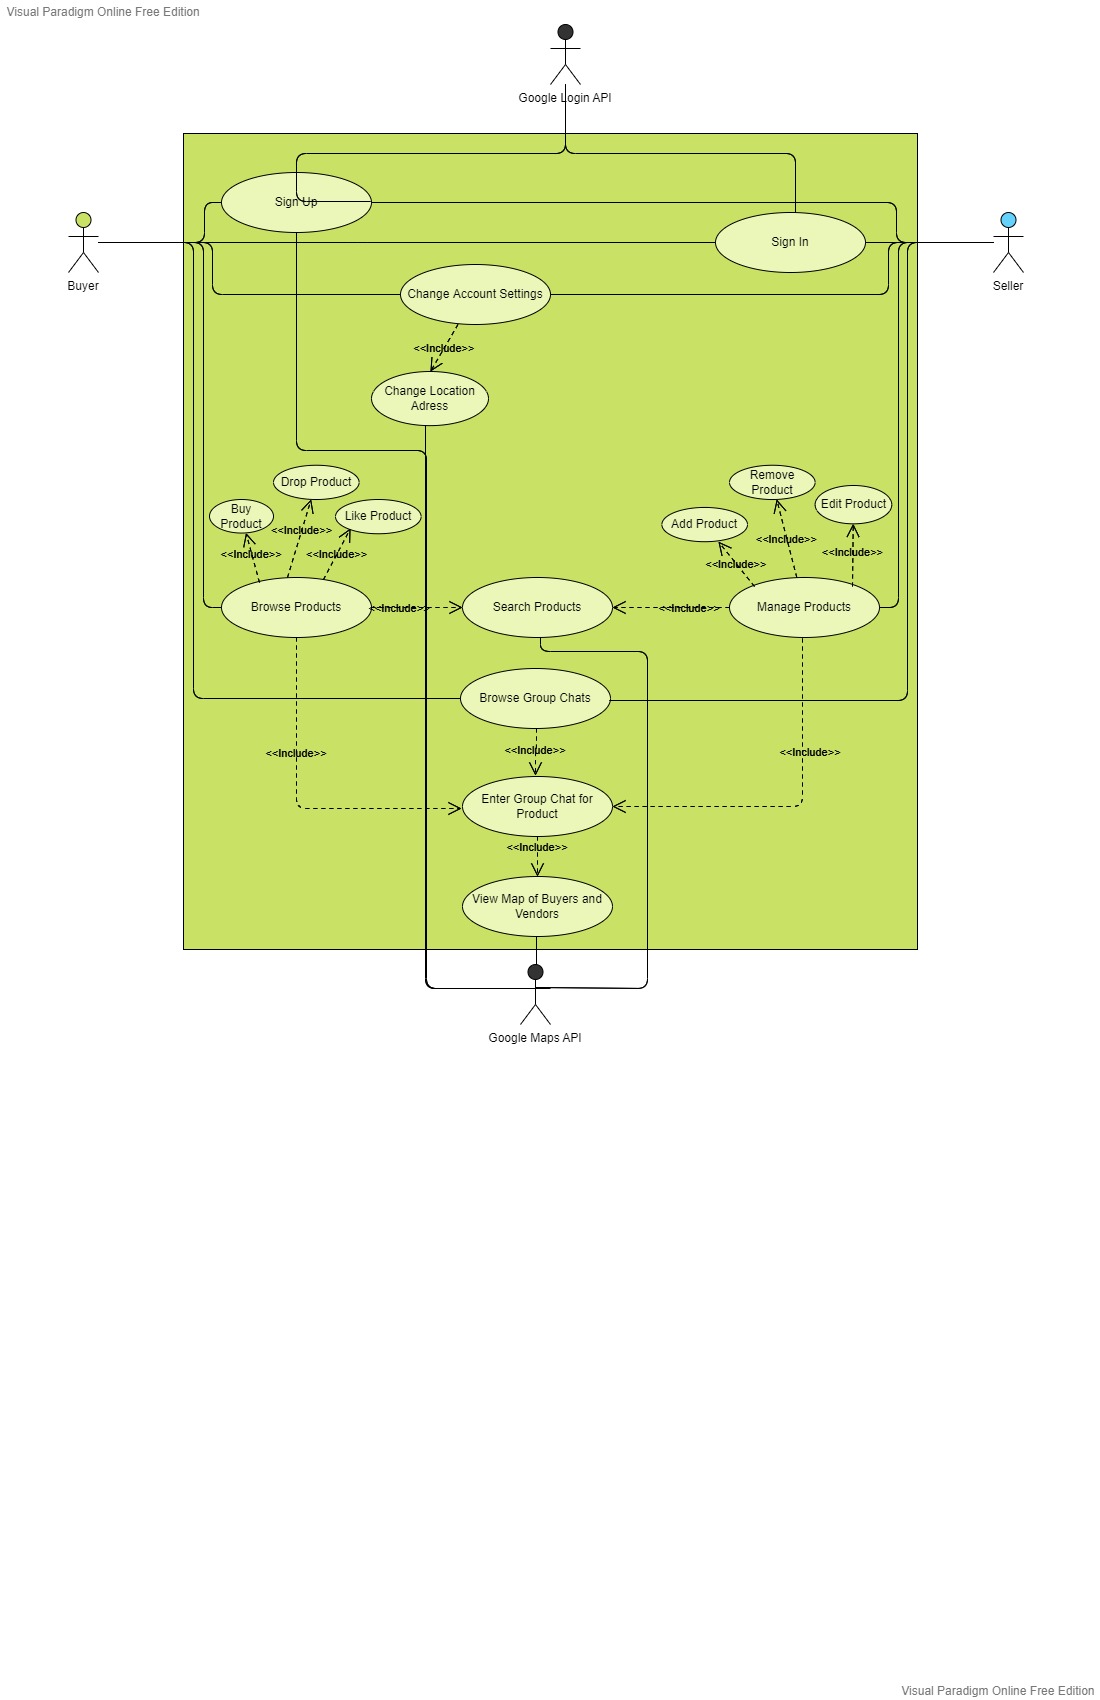 Visual Paradigm Online Free Edition
Google Login API
Sign Up
Sign In
Buyer
Seller
Change Account Settings
<<Include>>
Change Location
Adress
Drop Product
Buy
Product
Like Product
<<Include>>
<<Include>>
<<Include>>
Remove
Product
Edit Product
Add Product
<<Include>>
<<Include>>
<<Include>>
Browse Products
<<Include>>
Search Products
<<Include>>
Manage Products
Browse Group Chats
<<Include>>
<<Include>>
<<Include>>
Enter Group Chat for
Product
<<Include>>
View Map of Buyers and
Vendors
Google Maps API
Visual Paradigm Online Free Edition